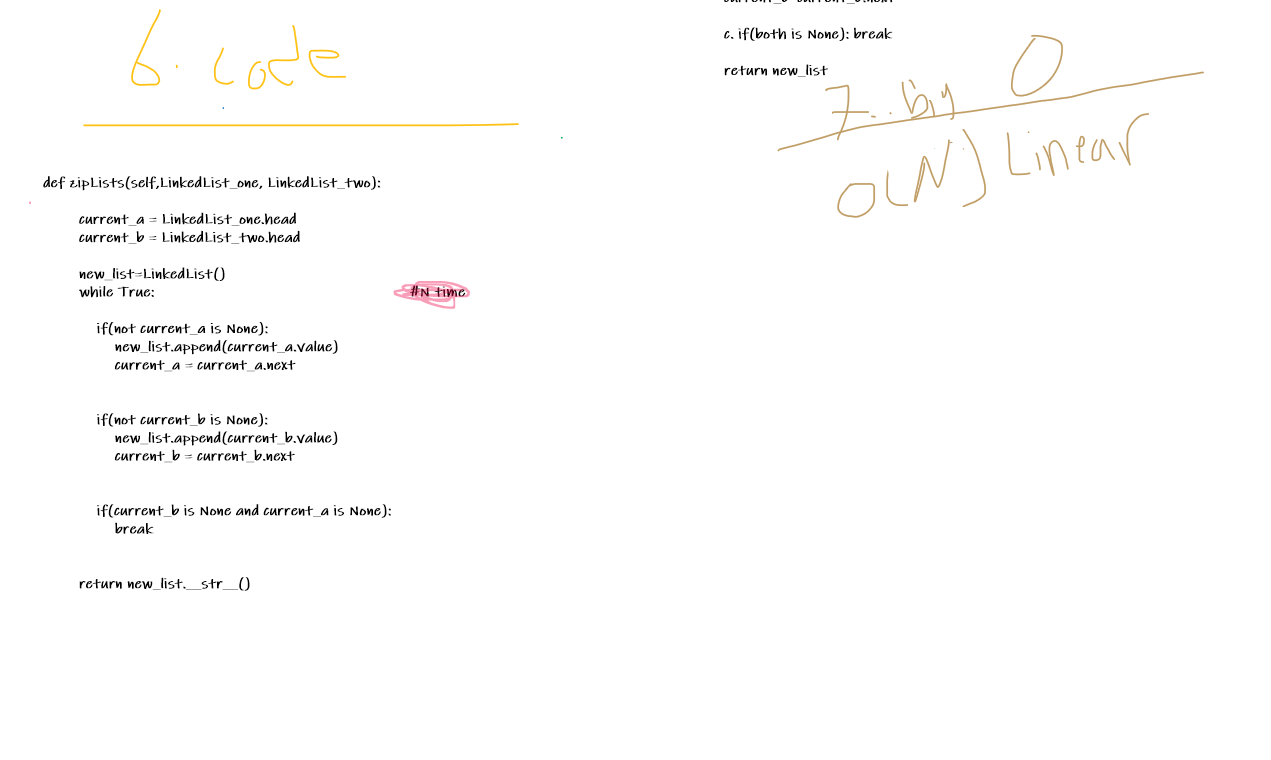 6. code
def zipLists(self,LinkedList_one, LinkedList_two):
current_a = LinkedList_one.head
current_b = LinkedList_two.head
new_list=LinkedList()
while True: #N time
if(not current_a is None):
new_list.append(current_a.value)
current_a = current_a.next
if(not current_b is None):
new_list.append(current_b.value)
current_b = current_b.next
if(current_b is None and current_a is None):
break
return new_list.__str__()
c. if(both is None): break
return new_list
7. big O
O(N) Linear